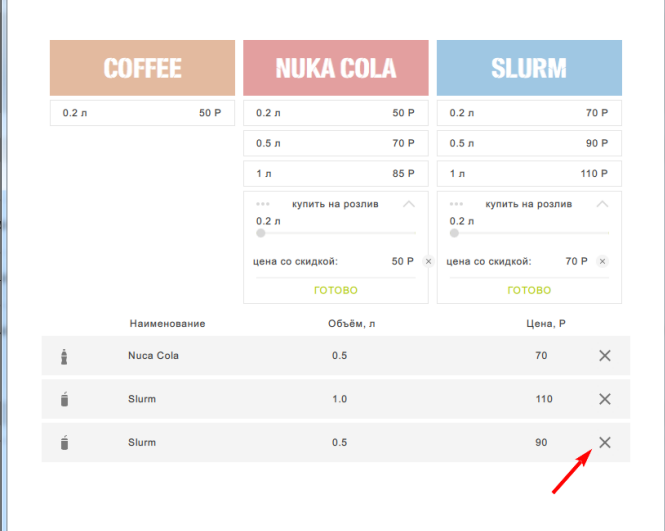 COFFEE NUKA COLA SLURM
0.2 л 50 Р 0.2 л 50 Р 0.2 л 70 Р
0.5 л 70 Р 0.5 л 90 Р
1 л 85 Р 1 л 110 Р
купить на розлив купить на розлив
0.2 л 0.2 л
цена со скидкой: 50 Р × цена со скидкой: 70 Р ×
ГОТОВО ГОТОВО
Наименование Объём, л Цена, Р
Nuca Cola 0.5 70
Slurm 1.0 110
Slurm 0.5 90